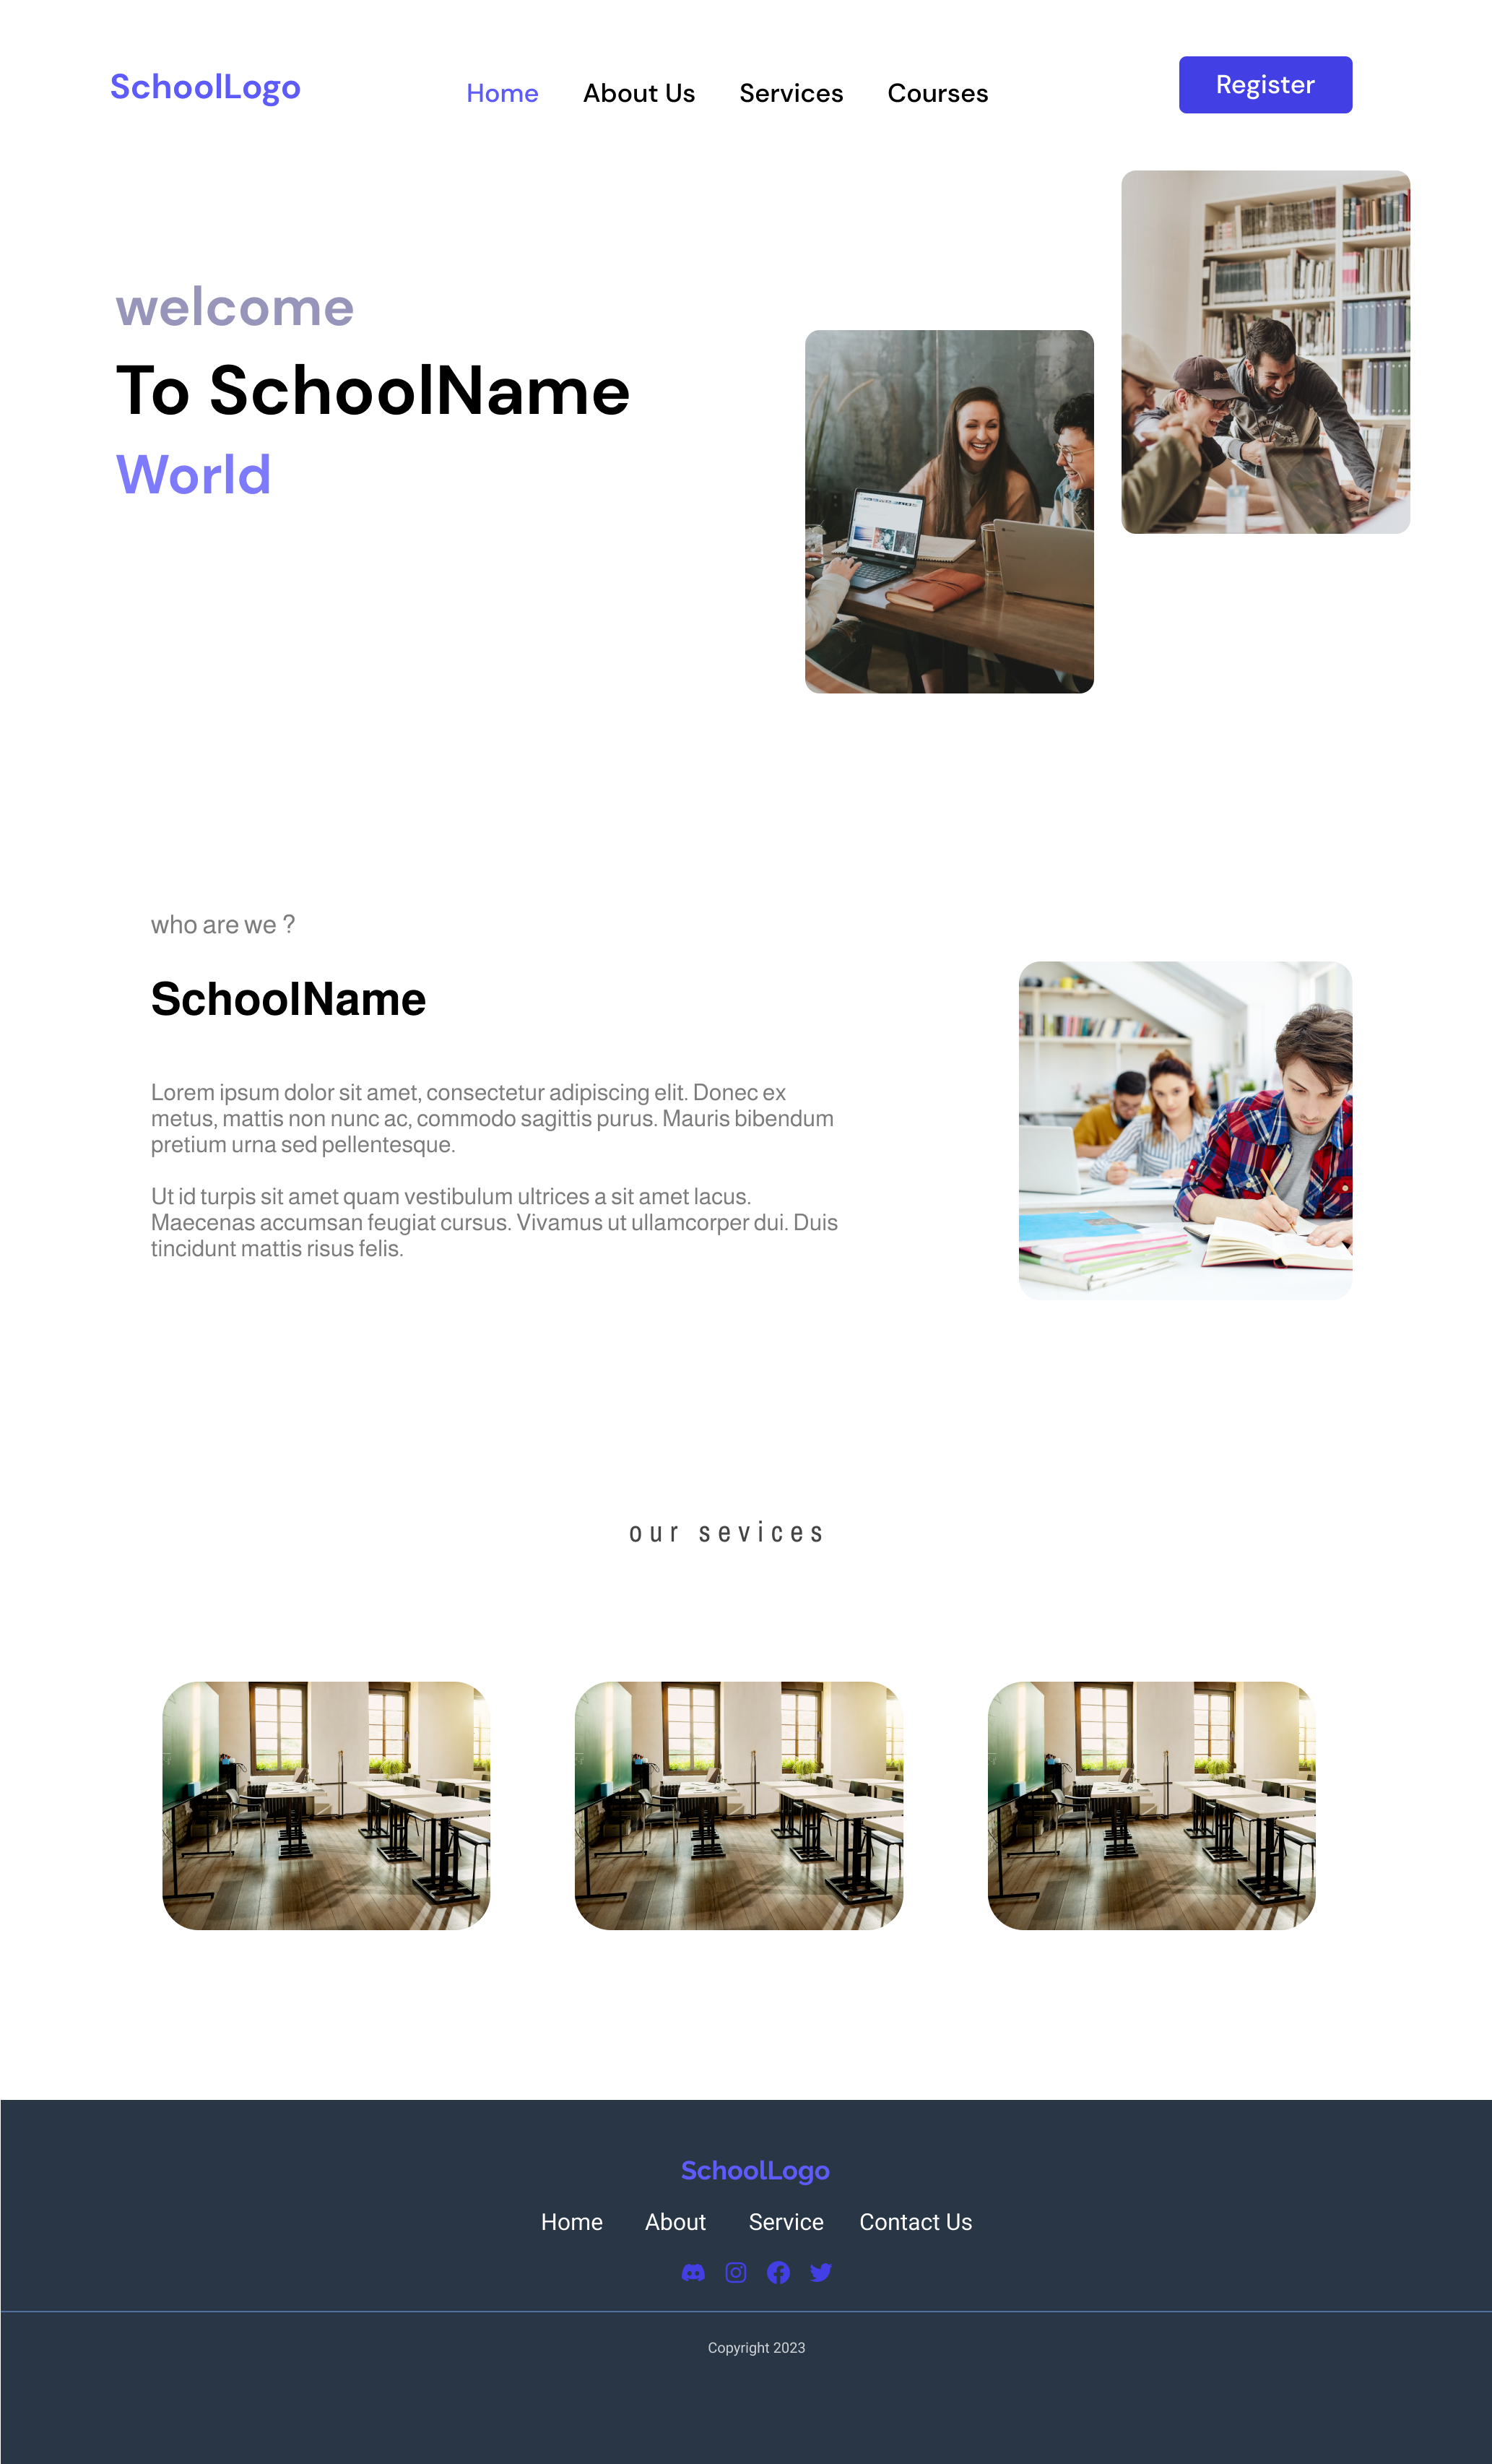 SchoolLogo
Home About Us Services Courses
Register
welcome
To SchoolName
World
who are we ?
SchoolName
Lorem ipsum dolor sit amet, consectetur adipiscing elit. Donec ex
metus, mattis non nunc ac, commodo sagittis purus. Mauris bibendum
pretium urna sed pellentesque.
Ut id turpis sit amet quam vestibulum ultrices a sit amet lacus.
Maecenas accumsan feugiat cursus. Vivamus ut ullamcorper dui. Duis
tincidunt mattis risus felis.
our sevices
SchoolLogo
Home About Service Contact Us
Copyright 2023